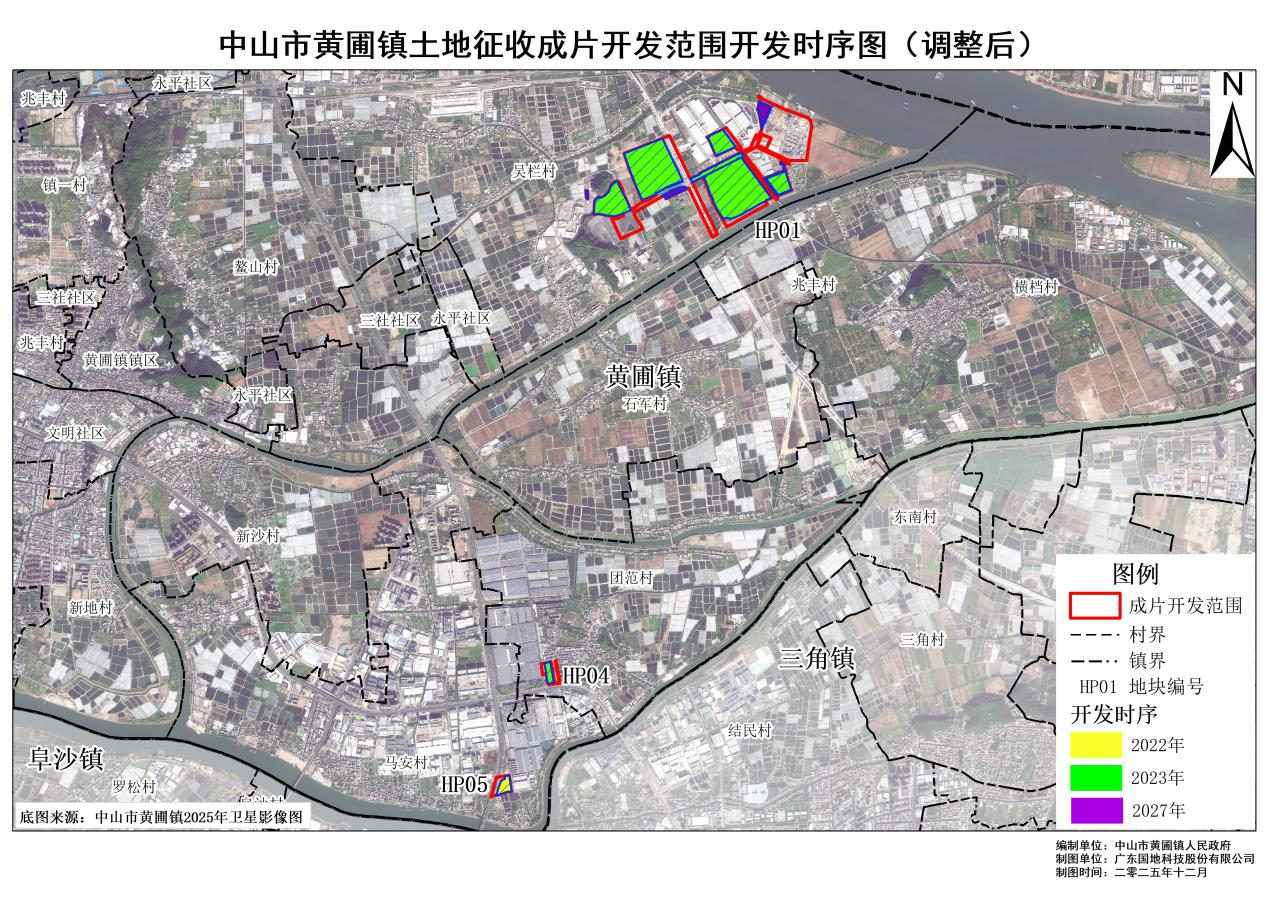 中山市黄圃镇土地征收成片开发范围开发时序图（调整后）
N
兆丰村
永平社区
镇一村
吴栏村
HP01
鳌山村
兆丰村
横档村
三社社区
三社社区
永平社区
兆丰村
黄圃镇镇区
黄圃镇
石军村
永平社区
文明社区
新沙村
东南村
团范村
新地村
三角村
三角镇
HP04
结民村
阜沙镇
马安村
HP05
罗松村
底图来源：中山市黄圃镇2025年卫星影像图
图例
成片开发范围
村界
镇界
HP01 地块编号
开发时序
2022年
2023年
2027年
编制单位：中山市黄圃镇人民政府
制图单位：广东国地科技股份有限公司
制图时间：二零二五年十二月